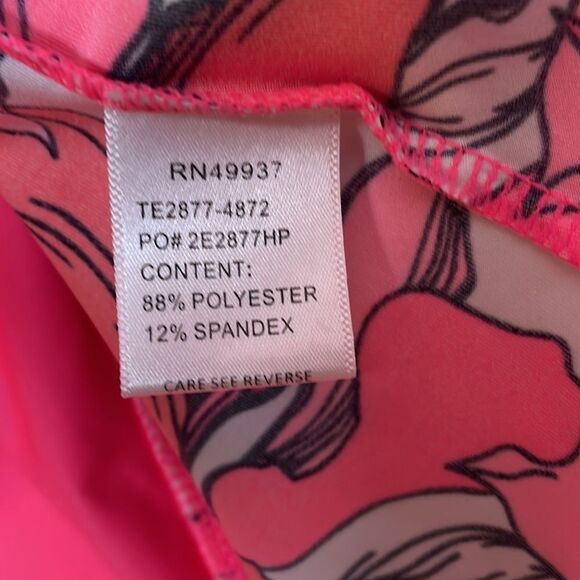 RN49937
TE2877-4872
PO# 2E2877HP
CONTENT:
88% POLYESTER
12% SPANDEX
CARE SEE REVERSE